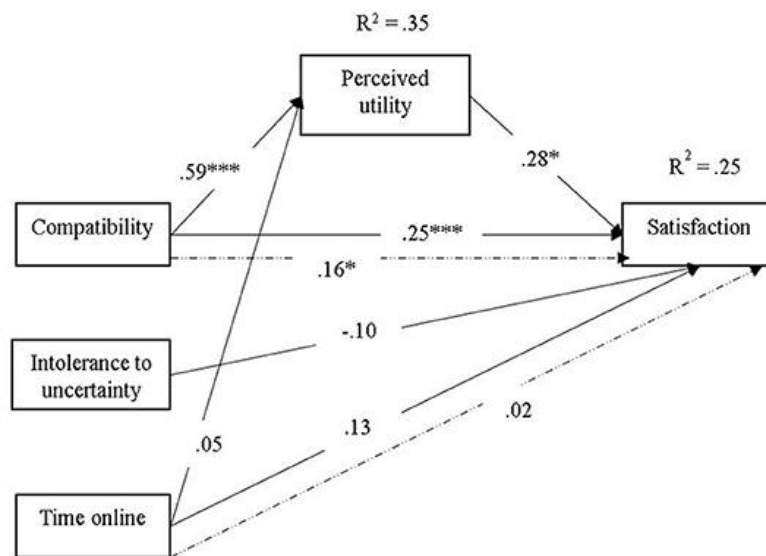 R² = .35
Perceived
utility
.59***
.28*
R² = .25
Compatibility
.25***
Satisfaction
.16*
Intolerance to
uncertainty
-.10
.05
.13
.02
Time online